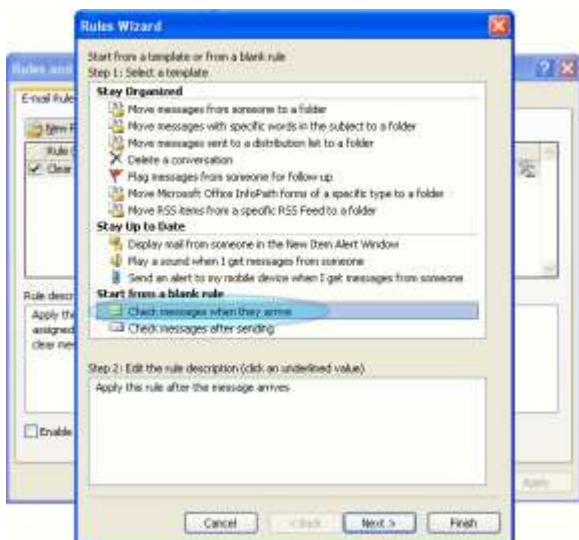 Rules Wizard
Start from a template or from a blank rule
Step 1: Select a template
Stay Organized
Move messages from someone to a folder
Move messages with specific words in the subject to a folder
Move messages sent to a distribution list to a folder
Delete a conversation
Flag messages from someone for follow up
Move Microsoft Office InfoPath forms of a specific type to a folder
Move RSS items from a specific RSS Feed to a folder
Stay Up to Date
Display mail from someone in the New Item Alert Window
Play a sound when I get messages from someone
Send an alert to my mobile device when I get messages from someone
Start from a blank rule
Check messages when they arrive
Check messages after sending
Step 2: Edit the rule description (click an underlined value)
Apply this rule after the message arrives
Cancel
< Back
Next >
Finish
Rules and
E-mail Rules
New
Rule
Clear
Rule descr
Apply
assigned
clear
Enable
Apply